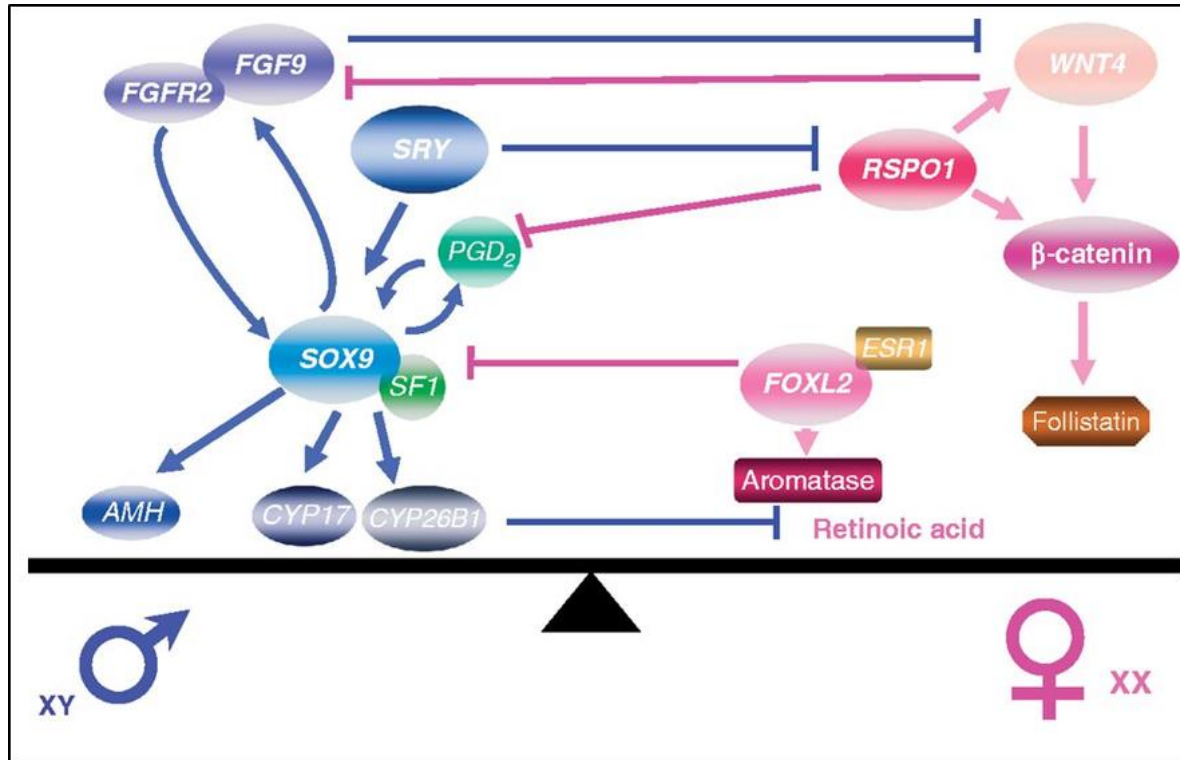 FGF9
FGFR2
WNT4
SRY
RSPO1
PGD2
β-catenin
SOX9
SF1
ESR1
FOXL2
Follistatin
Aromatase
AMH
CYP17
CYP26B1
Retinoic acid
XY
XX